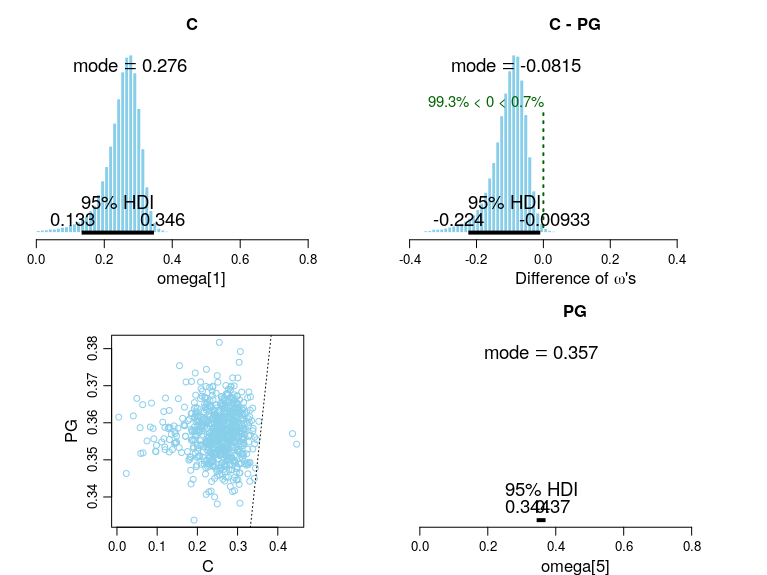 C
mode = 0.276
95% HDI
0.133 0.346
0.0 0.2 0.4 0.6 0.8
omega[1]
C - PG
mode = -0.0815
99.3% < 0 < 0.7%
95% HDI
-0.224 -0.00933
-0.4 -0.2 0.0 0.2 0.4
Difference of ω's
0.38
0.37
0.36
0.35
0.34
PG
0.0 0.1 0.2 0.3 0.4
C
PG
mode = 0.357
95% HDI
0.0 0.2 0.4 0.6 0.8
omega[5]